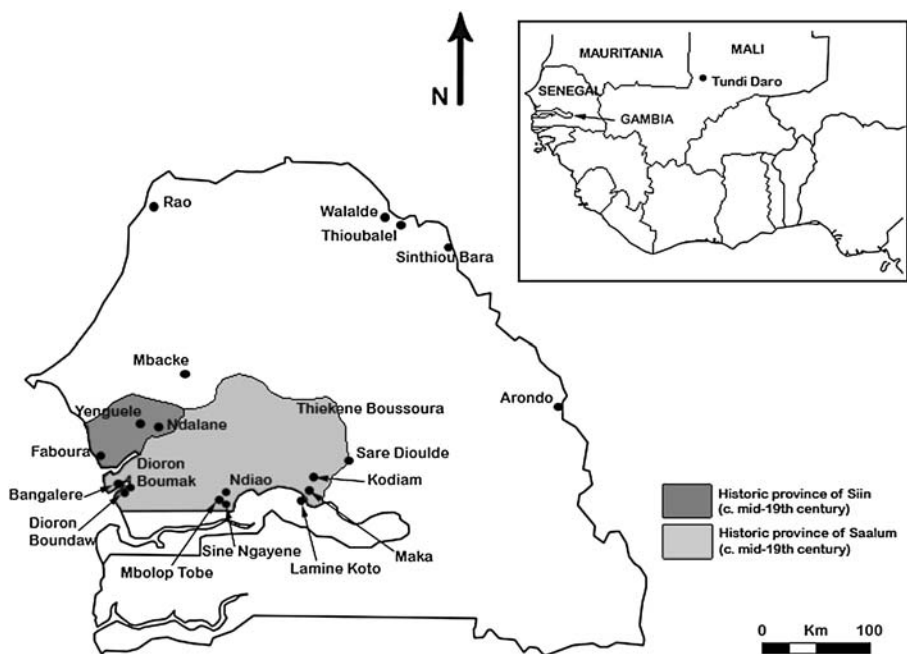 N
MAURITANIA
MALI
Tundi Daro
SENEGAL
GAMBIA
Rao
Walalde
Thioubalel
Sinthiou Bara
Mbacke
Arondo
Yenguele
Ndalane
Thiekene Boussoura
Faboura
Sare Dioulde
Dioron
Boumak
Ndiao
Kodiam
Bangalere
Dioron
Boundaw
Sine Ngayene
Maka
Mbolop Tobe
Lamine Koto
Historic province of Siin
(c. mid-19th century)
Historic province of Saalum
(c. mid-19th century)
0 Km 100